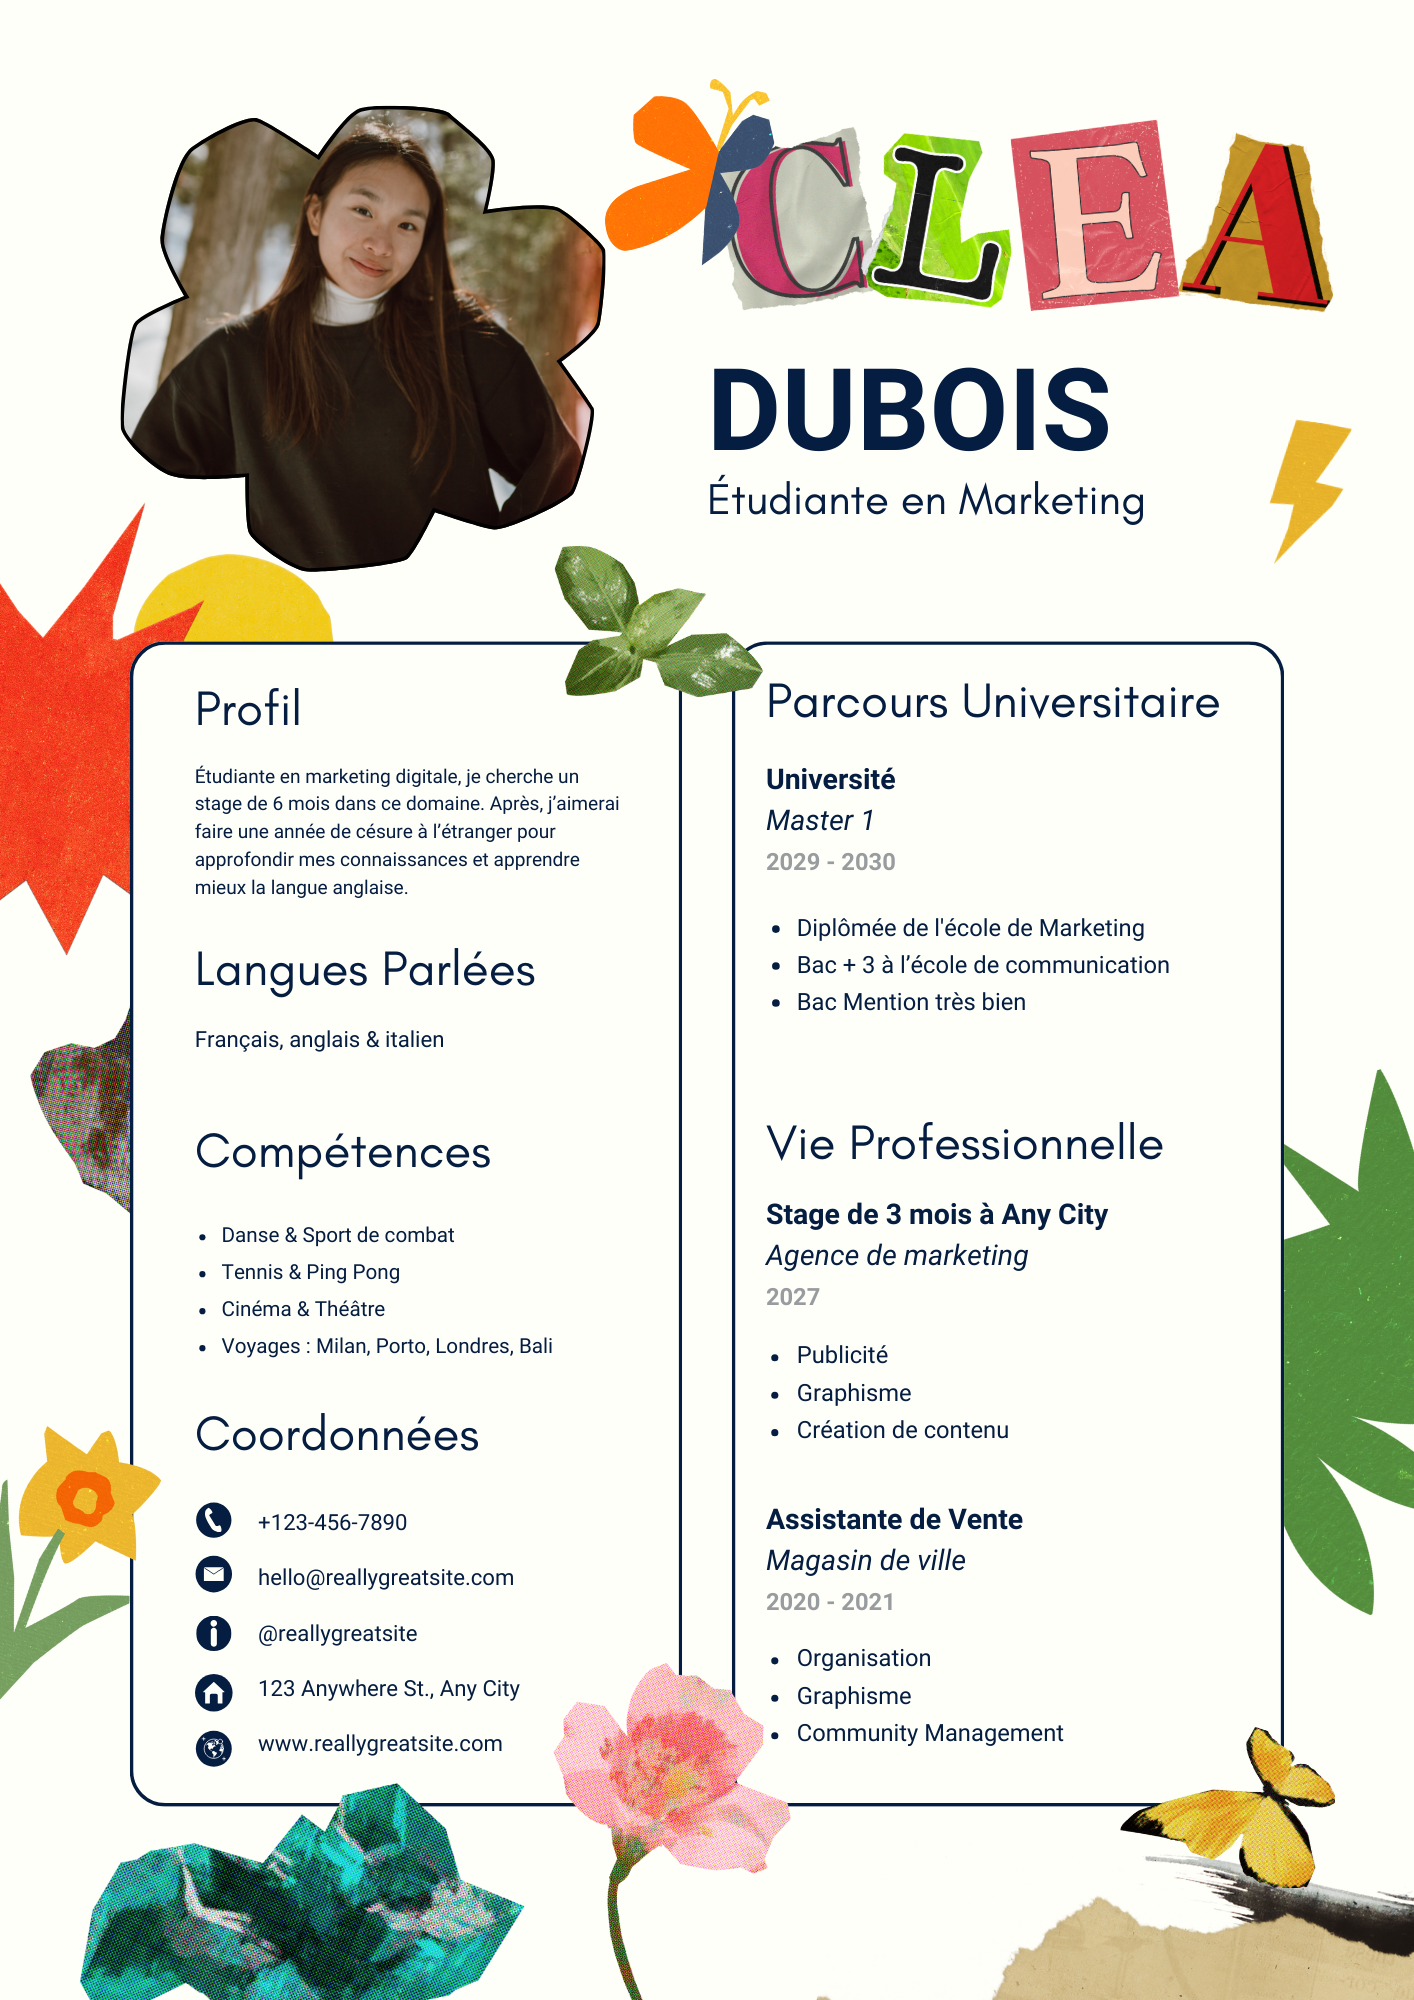 CLEA
DUBOIS
Étudiante en Marketing
Profil
Étudiante en marketing digitale, je cherche un
stage de 6 mois dans ce domaine. Après, j’aimerai
faire une année de césure à l’étranger pour
approfondir mes connaissances et apprendre
mieux la langue anglaise.
Langues Parlées
Français, anglais & italien
Compétences
• Danse & Sport de combat
• Tennis & Ping Pong
• Cinéma & Théâtre
• Voyages : Milan, Porto, Londres, Bali
Coordonnées
+123-456-7890
hello@reallygreatsite.com
@reallygreatsite
123 Anywhere St., Any City
www.reallygreatsite.com
Parcours Universitaire
Université
Master 1
2029 - 2030
• Diplômée de l'école de Marketing
• Bac + 3 à l’école de communication
• Bac Mention très bien
Vie Professionnelle
Stage de 3 mois à Any City
Agence de marketing
2027
• Publicité
• Graphisme
• Création de contenu
Assistante de Vente
Magasin de ville
2020 - 2021
• Organisation
• Graphisme
• Community Management